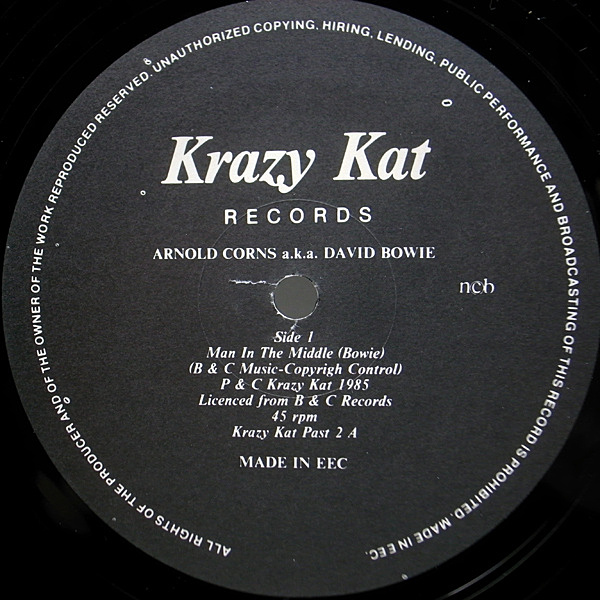 Krazy Kat
RECORDS
ARNOLD CORNS a.k.a. DAVID BOWIE
ncb
Side 1
Man In The Middle (Bowie)
(B & C Music-Copyrigh Control)
P & C Krazy Kat 1985
Licenced from B & C Records
45 rpm
Krazy Kat Past 2 A
MADE IN EEC
ALL RIGHTS OF THE PRODUCER AND OF THE OWNER OF THE WORK REPRODUCED RESERVED. UNAUTHORIZED COPYING, HIRING, LENDING, PUBLIC PERFORMANCE AND BROADCASTING OF THIS RECORD IS PROHIBITED. MADE IN EEC.